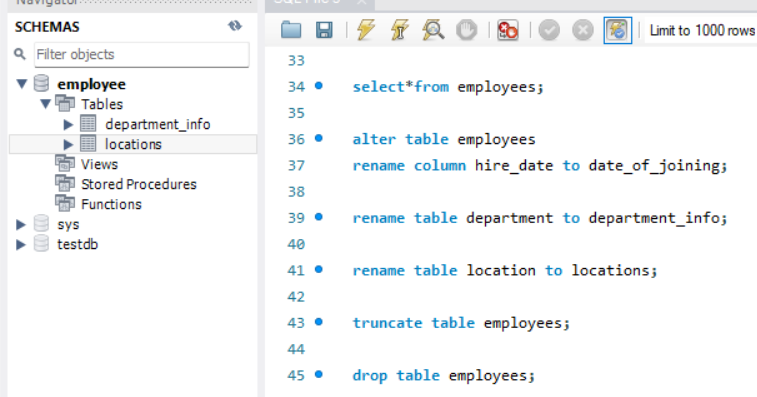 Navigator
SCHEMAS
Filter objects
employee
Tables
department_info
locations
Views
Stored Procedures
Functions
sys
testdb
Limit to 1000 rows
33
34 select*from employees;
35
36 alter table employees
37 rename column hire_date to date_of_joining;
38
39 rename table department to department_info;
40
41 rename table location to locations;
42
43 truncate table employees;
44
45 drop table employees;